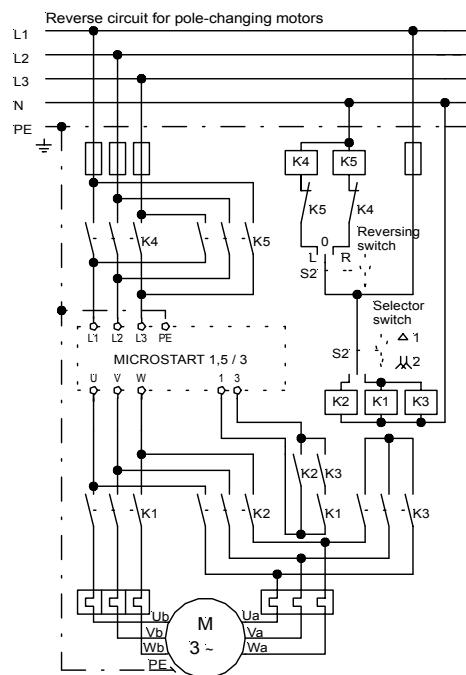 Reverse circuit for pole-changing motors
L1
L2
L3
N
PE
K4 K5
K4 K5 K5 K4
0
L R
Reversing
switch
S2
L1 L2 L3 PE
Selector
switch
MICROSTART 1,5 / 3
S2
1
2
U V W 1 3
K2 K1 K3
K2 K3
K1 K2 K1 K3
Ub Ua
M
Vb Va
3 ~
Wb Wa
PE